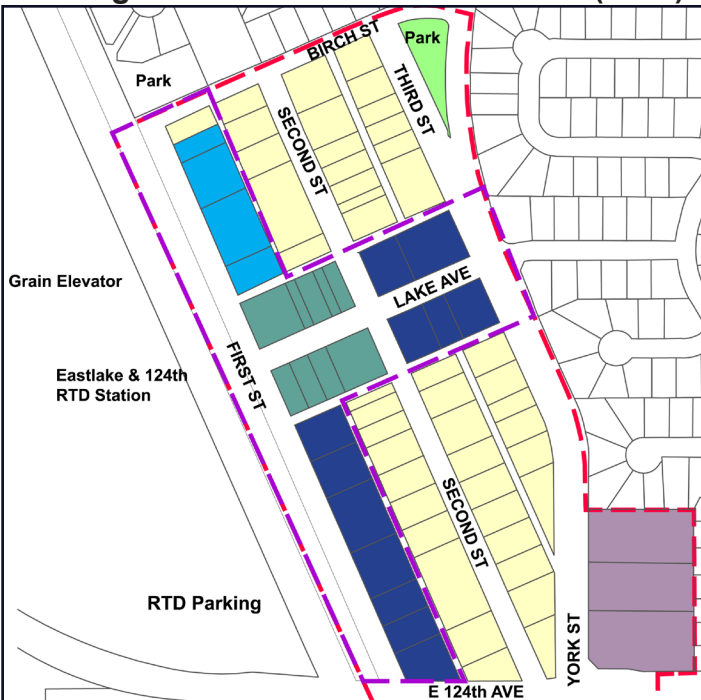 Park
BIRCH ST
Park
THIRD ST
SECOND ST
Grain Elevator
LAKE AVE
FIRST ST
Eastlake & 124th
RTD Station
SECOND ST
RTD Parking
YORK ST
E 124th AVE